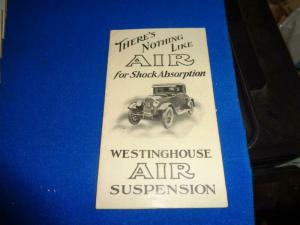 THERE'S
NOTHING
LIKE
AIR
for Shock Absorption
WESTINGHOUSE
AIR
SUSPENSION